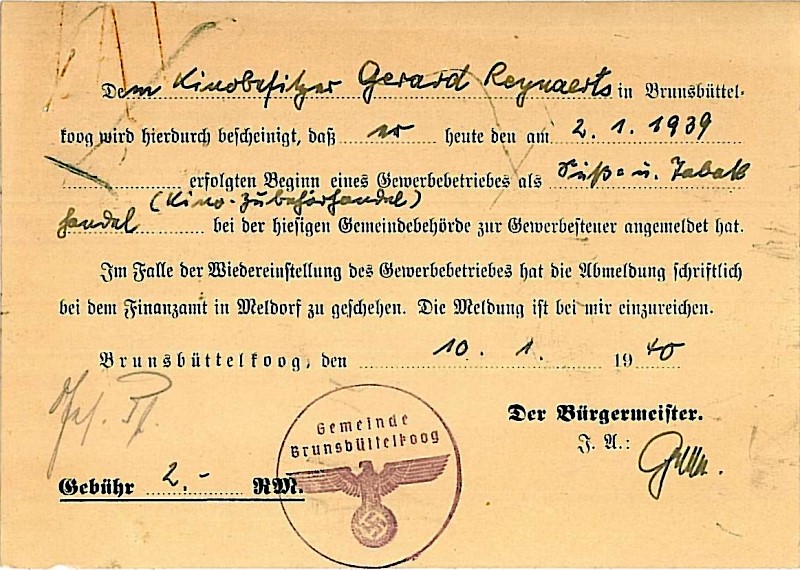 Dem Kinobesitzer Gerard Reynaerts in Brunsbüttel-
koog wird hierdurch bescheinigt, daß er heute den am 2. 1. 1939
erfolgten Beginn eines Gewerbebetriebes als Süß= u. Tabak
(Kino-Zubehörhandel)
handel bei der hiesigen Gemeindebehörde zur Gewerbesteuer angemeldet hat.
Im Falle der Wiedereinstellung des Gewerbebetriebes hat die Abmeldung schriftlich
bei dem Finanzamt in Meldorf zu geschehen. Die Meldung ist bei mir einzureichen.
Brunsbüttelkoog, den 10. 1. 1940
Der Bürgermeister.
J. A.:
Gemeinde
Brunsbüttelkoog
Gebühr 2.- RM.